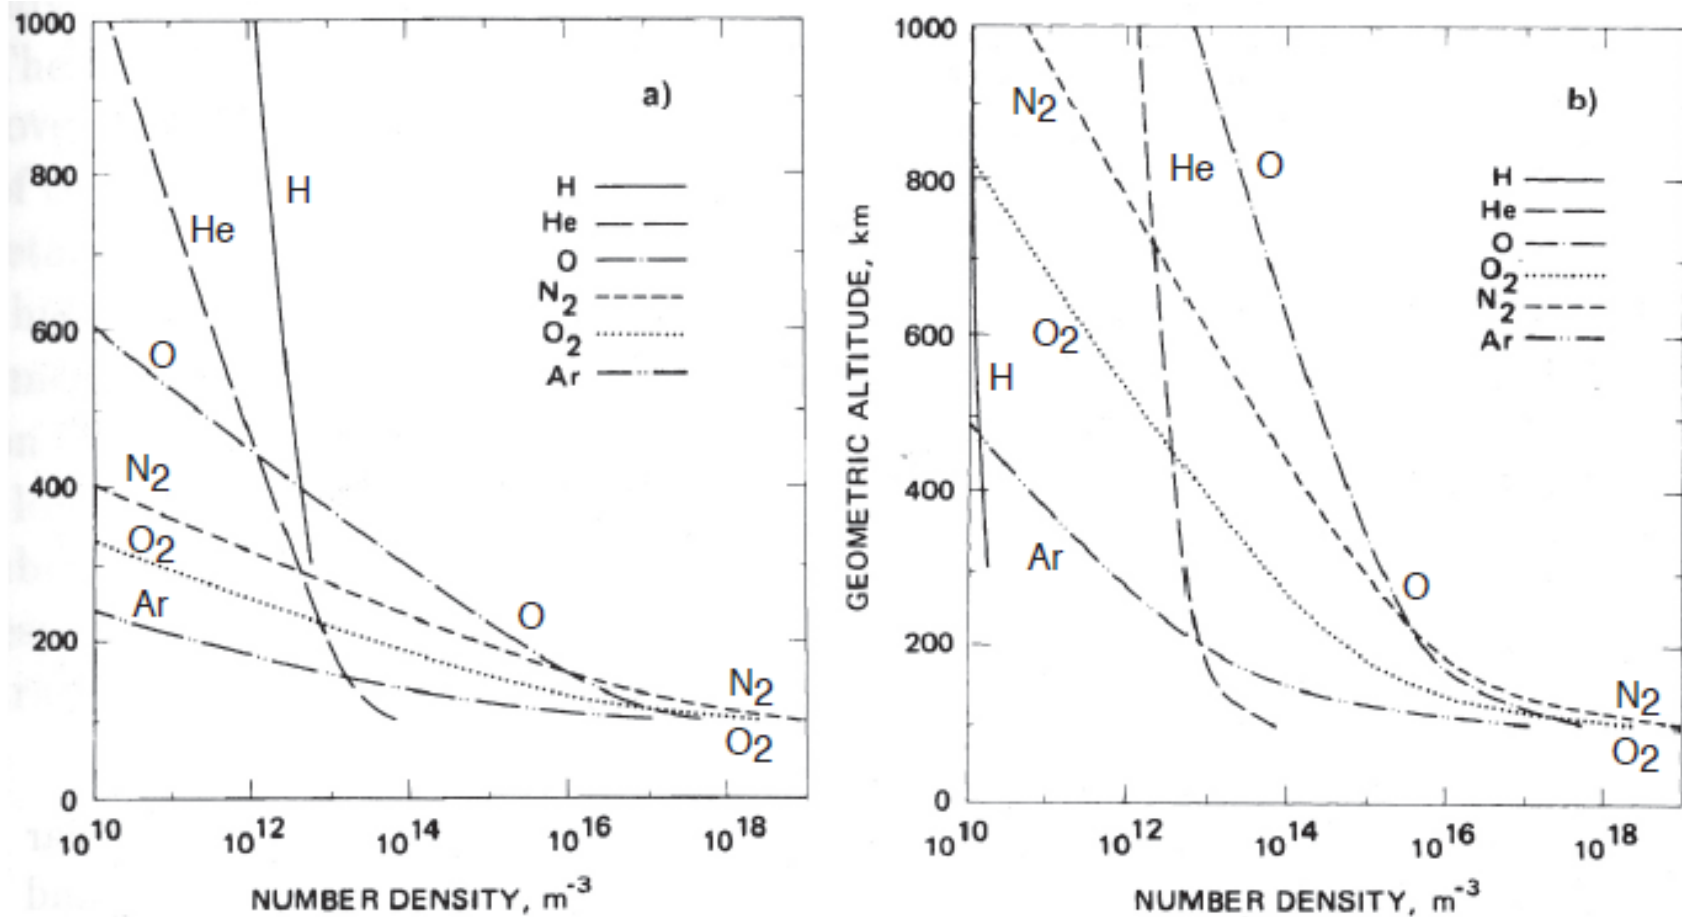 1000
800
600
400
200
0
a)
H
He
O
N2
O2
Ar
H
He
O
N2
O2
Ar
O
N2
O2
10^10
10^12
10^14
10^16
10^18
NUMBER DENSITY, m^-3
GEOMETRIC ALTITUDE, km
1000
800
600
400
200
0
b)
H
He
O
O2
N2
Ar
N2
He
O
O2
H
Ar
O
N2
O2
10^10
10^12
10^14
10^16
10^18
NUMBER DENSITY, m^-3